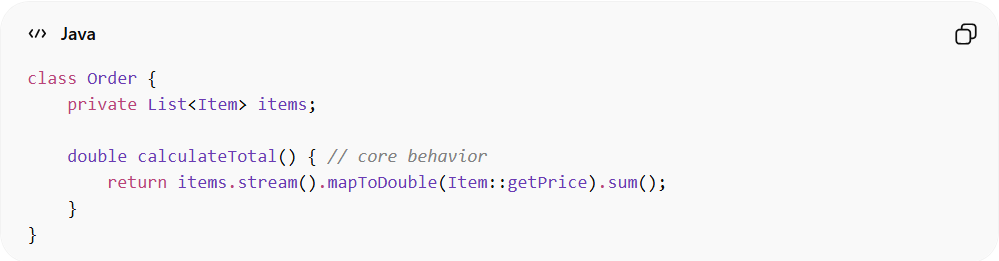 </> Java
class Order {
    private List<Item> items;

    double calculateTotal() { // core behavior
        return items.stream().mapToDouble(Item::getPrice).sum();
    }
}